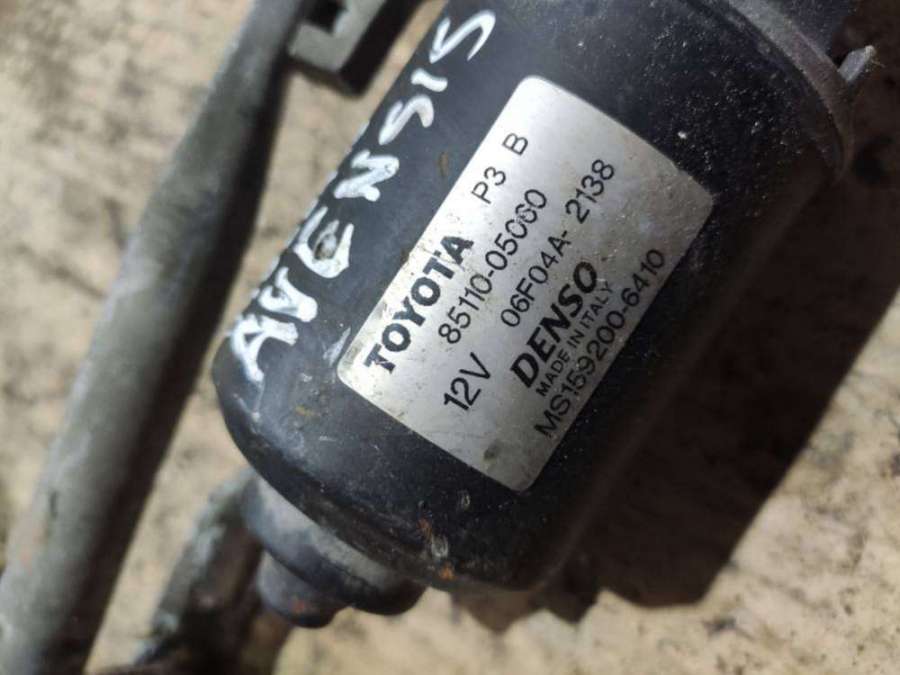 AVENSIS
TOYOTA P3 B
85110-05060
12V 06F04A-2138
DENSO
MADE IN ITALY
MS159200-6410